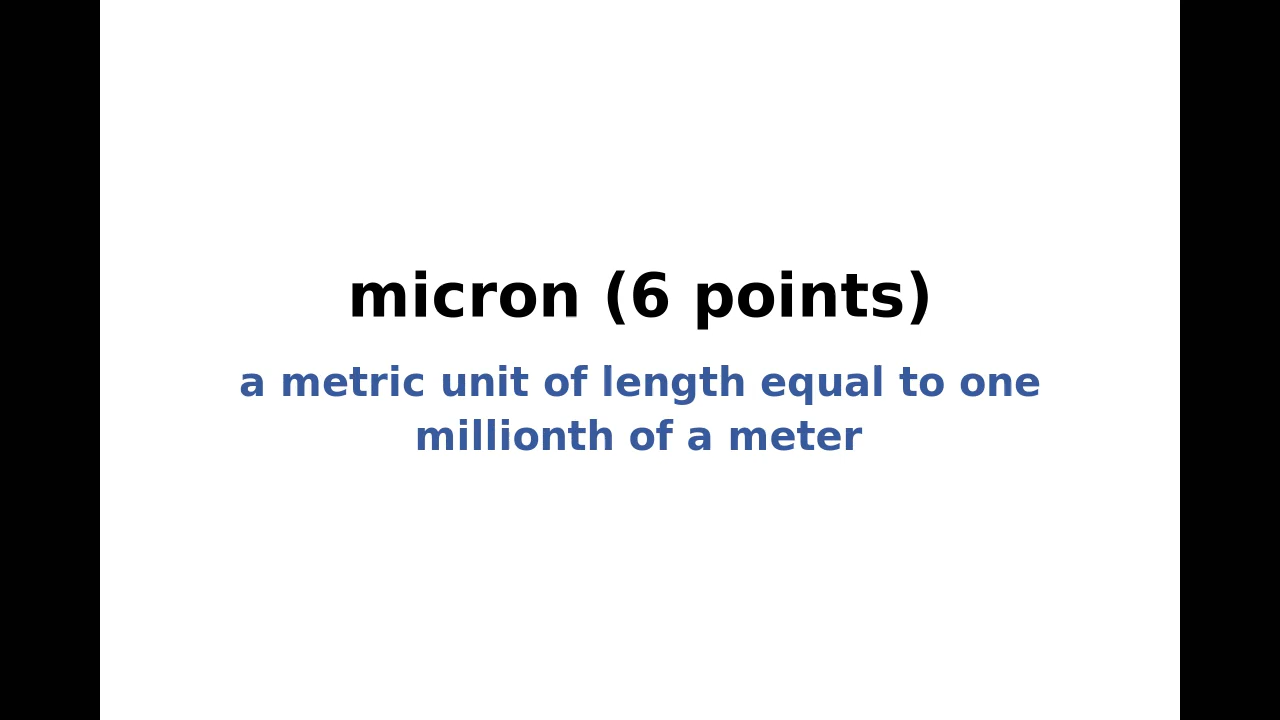 micron (6 points)
a metric unit of length equal to one
millionth of a meter